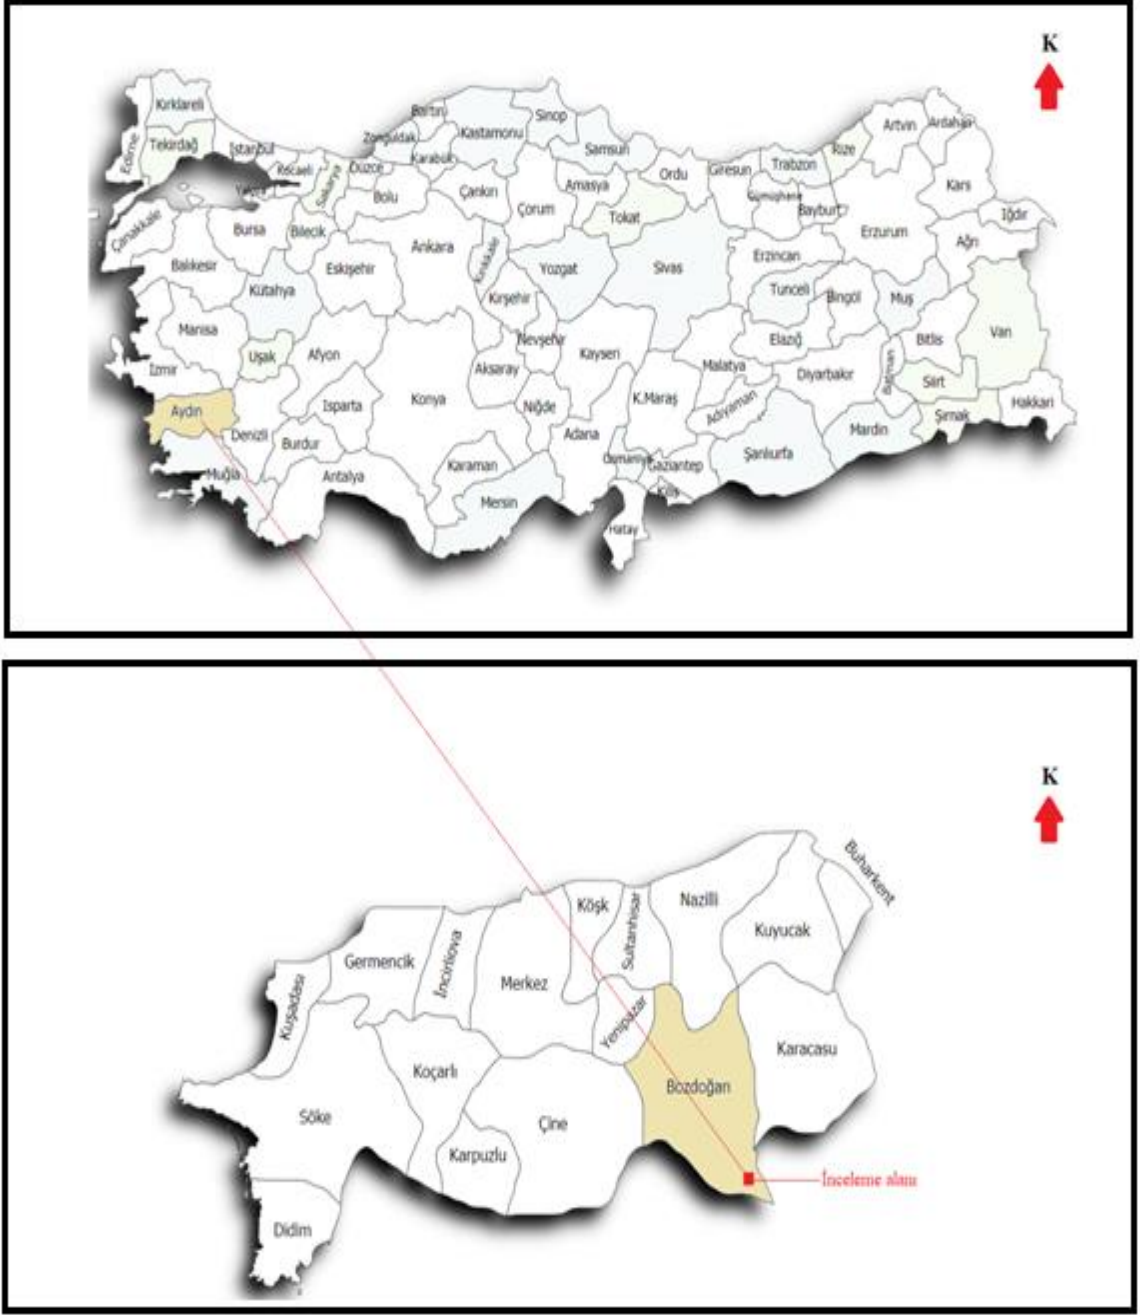 K
Kırklareli
Edirne
Tekirdağ
İstanbul
Kocaeli
Yalova
Sakarya
Düzce
Zonguldak
Bartın
Karabük
Kastamonu
Sinop
Samsun
Bolu
Çankırı
Çorum
Amasya
Tokat
Ordu
Giresun
Trabzon
Rize
Artvin
Ardahan
Gümüşhane
Bayburt
Kars
Iğdır
Çanakkale
Bursa
Bilecik
Balıkesir
Kütahya
Eskişehir
Ankara
Kırıkkale
Kırşehir
Yozgat
Sivas
Erzincan
Erzurum
Ağrı
Tunceli
Bingöl
Muş
Manisa
Uşak
Afyon
İzmir
Nevşehir
Aksaray
Kayseri
Malatya
Elazığ
Diyarbakır
Batman
Bitlis
Van
Siirt
Aydın
Denizli
Isparta
Burdur
Konya
Niğde
K.Maraş
Adıyaman
Adana
Osmaniye
Gaziantep
Kilis
Şanlıurfa
Mardin
Şırnak
Hakkari
Muğla
Antalya
Karaman
Mersin
Hatay
K
Buharkent
Nazilli
Köşk
Sultanhisar
Kuyucak
Germencik
İncirliova
Merkez
Kuşadası
Yenipazar
Karacasu
Koçarlı
Bozdoğan
Söke
Çine
Karpuzlu
İnceleme alanı
Didim